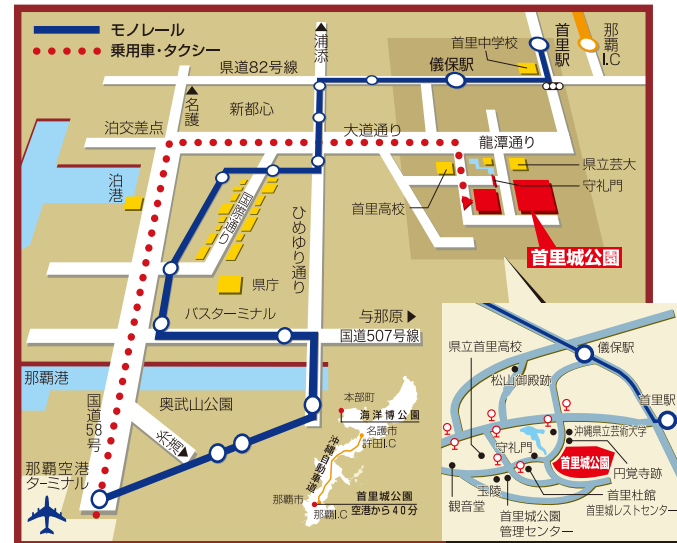 モノレール
乗用車・タクシー
▲浦添
首里中学校
首里駅
那覇I.C
県道82号線
儀保駅
▲名護
新都心
泊交差点
大道通り
龍潭通り
県立芸大
守礼門
泊港
首里高校
国際通り
ひめゆり通り
首里城公園
県庁
バスターミナル
与那原▶
国道507号線
那覇港
国道58号
奥武山公園
糸満▶
那覇空港
ターミナル
本部町
海洋博公園
名護市
許田I.C
沖縄自動車道
那覇市
那覇I.C
首里城公園
空港から40分
県立首里高校
儀保駅
松山御殿跡
首里駅
沖縄県立芸術大学
守礼門
首里城公園
円覚寺跡
玉陵
観音堂
首里杜館
首里城レストセンター
首里城公園
管理センター